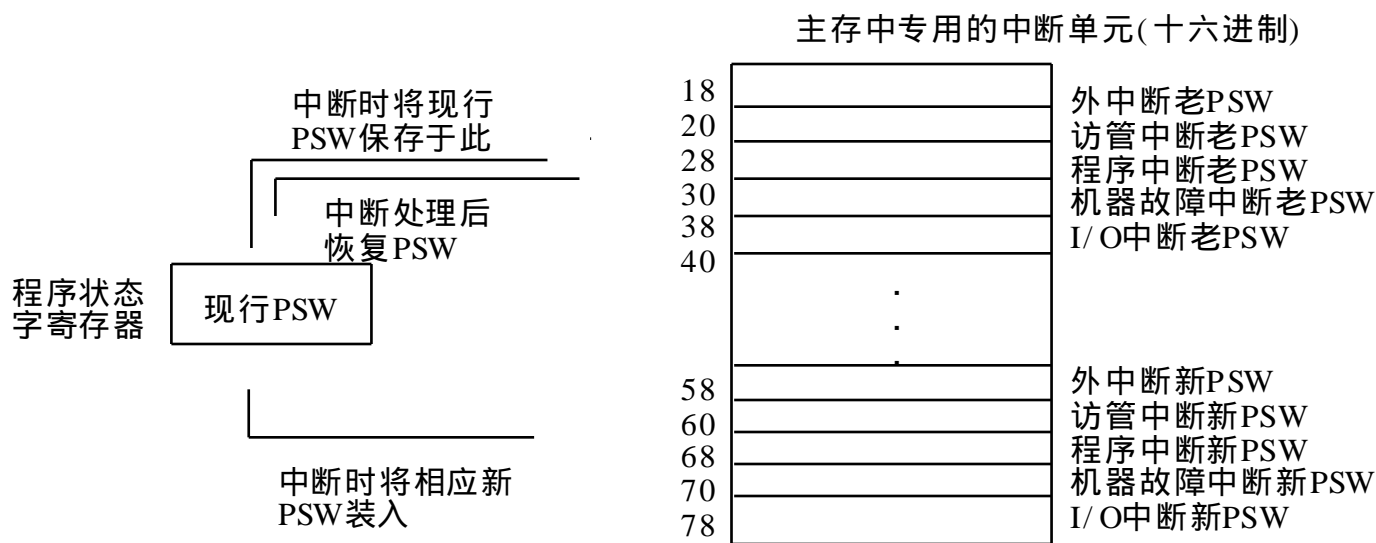 主存中专用的中断单元(十六进制)
中断时将现行
PSW保存于此
中断处理后
恢复PSW
程序状态
字寄存器
现行PSW
中断时将相应新
PSW装入
18
20
28
30
38
40
58
60
68
70
78
外中断老PSW
访管中断老PSW
程序中断老PSW
机器故障中断老PSW
I/O中断老PSW
外中断新PSW
访管中断新PSW
程序中断新PSW
机器故障中断新PSW
I/O中断新PSW